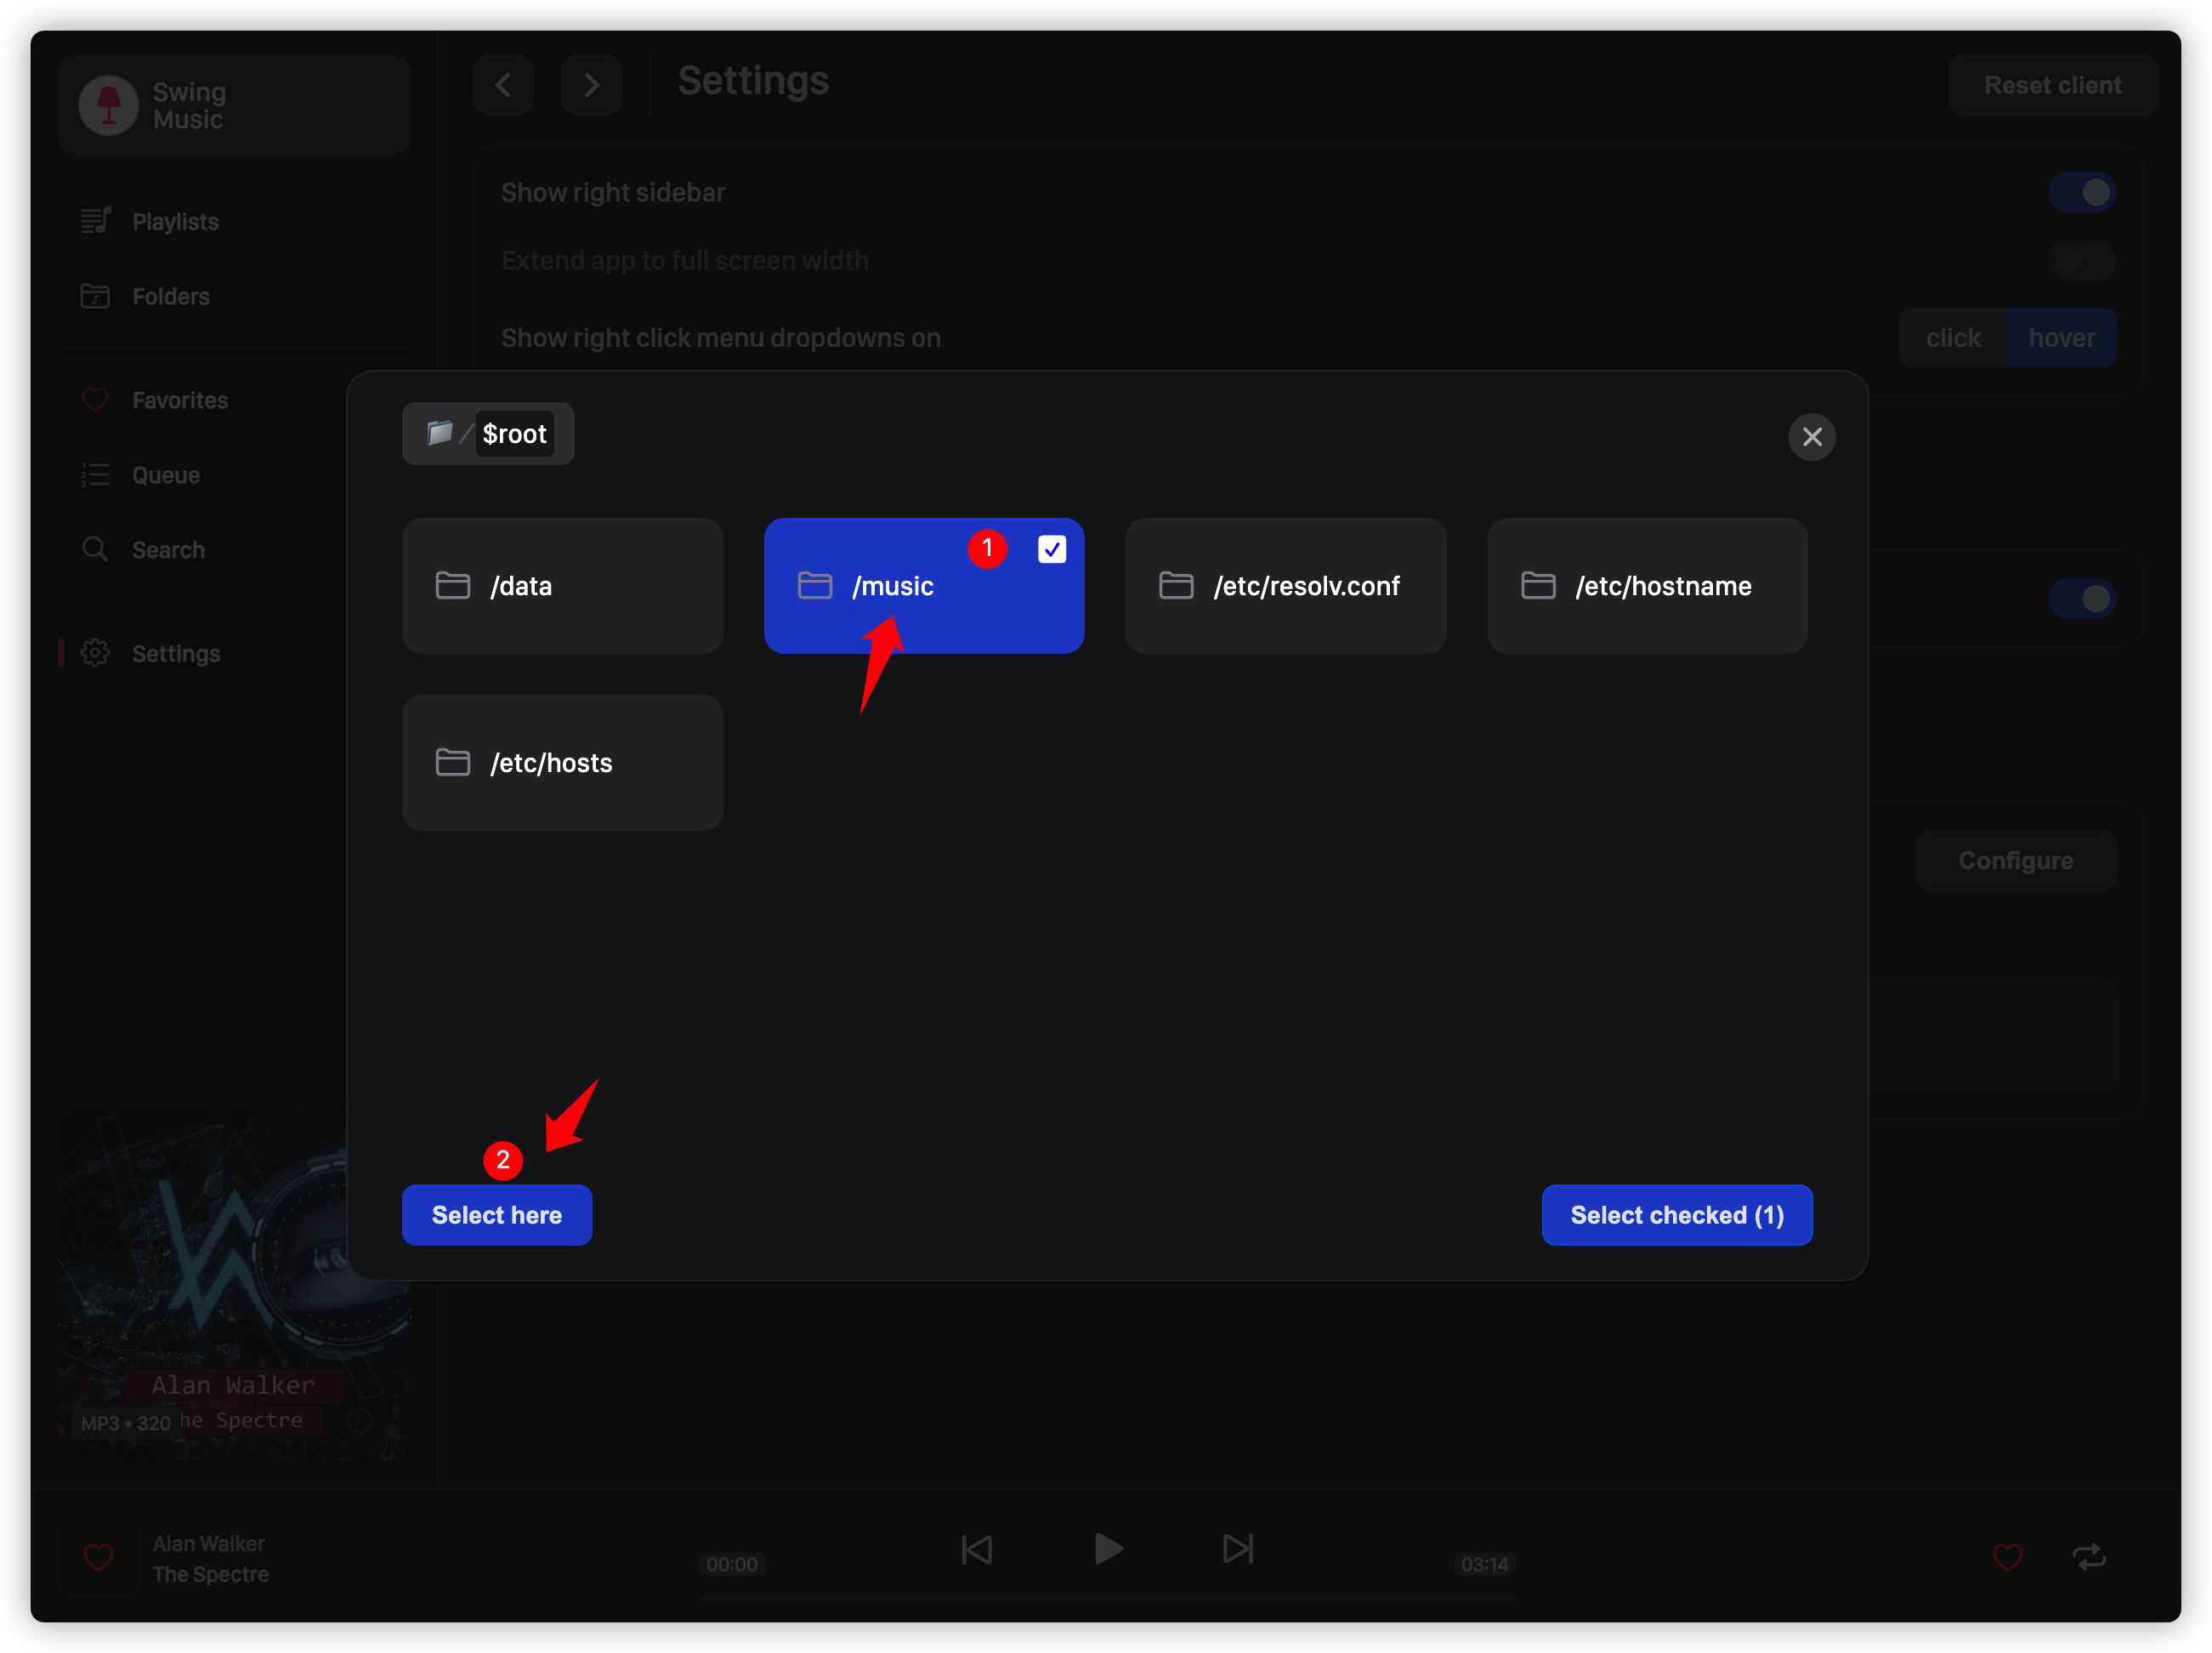 Swing
Music
Settings
Reset client
Playlists
Folders
Favorites
Queue
Search
Settings
Show right sidebar
Extend app to full screen width
Show right click menu dropdowns on
click
hover
/
$root
/data
1
/music
/etc/resolv.conf
/etc/hostname
/etc/hosts
Configure
2
Select here
Select checked (1)
Alan Walker
he Spectre
MP3 • 320
Alan Walker
The Spectre
00:00
03:14